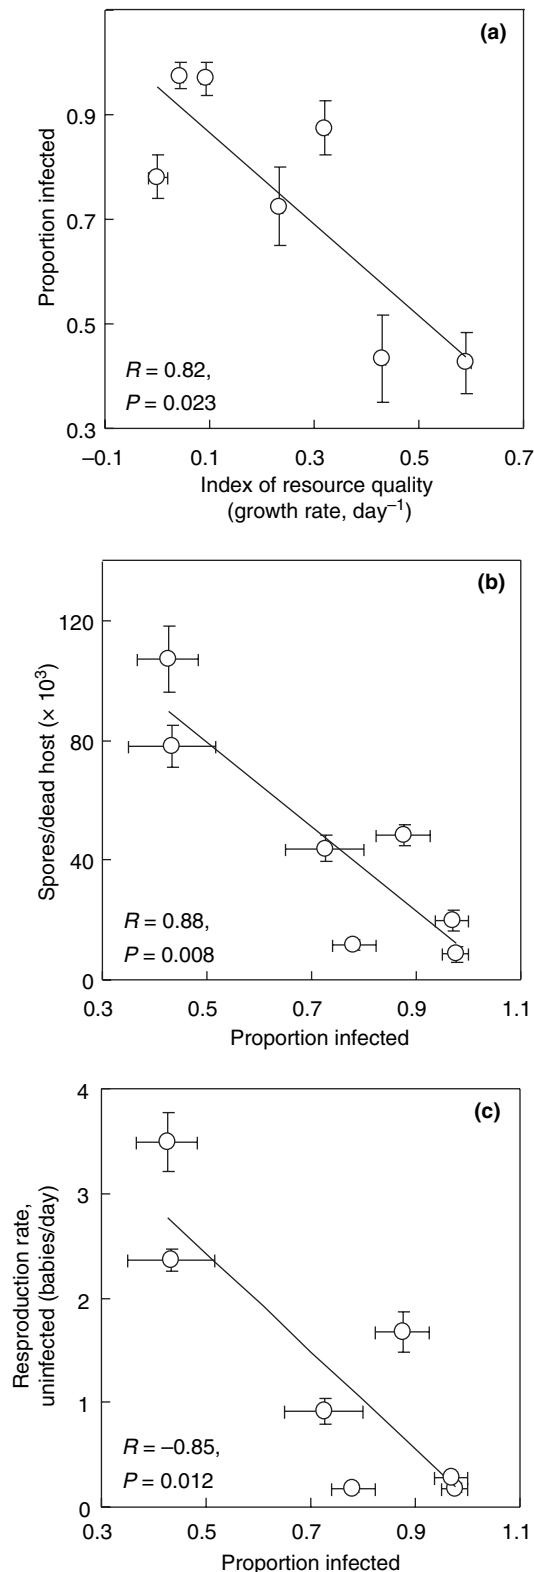 (a)
Proportion infected
0.9
0.7
0.5
0.3
R = 0.82,
P = 0.023
–0.1 0.1 0.3 0.5 0.7
Index of resource quality
(growth rate, day–1)
(b)
Spores/dead host (× 10³)
120
80
40
0
R = 0.88,
P = 0.008
0.3 0.5 0.7 0.9 1.1
Proportion infected
(c)
Resproduction rate,
uninfected (babies/day)
4
3
2
1
0
R = –0.85,
P = 0.012
0.3 0.5 0.7 0.9 1.1
Proportion infected